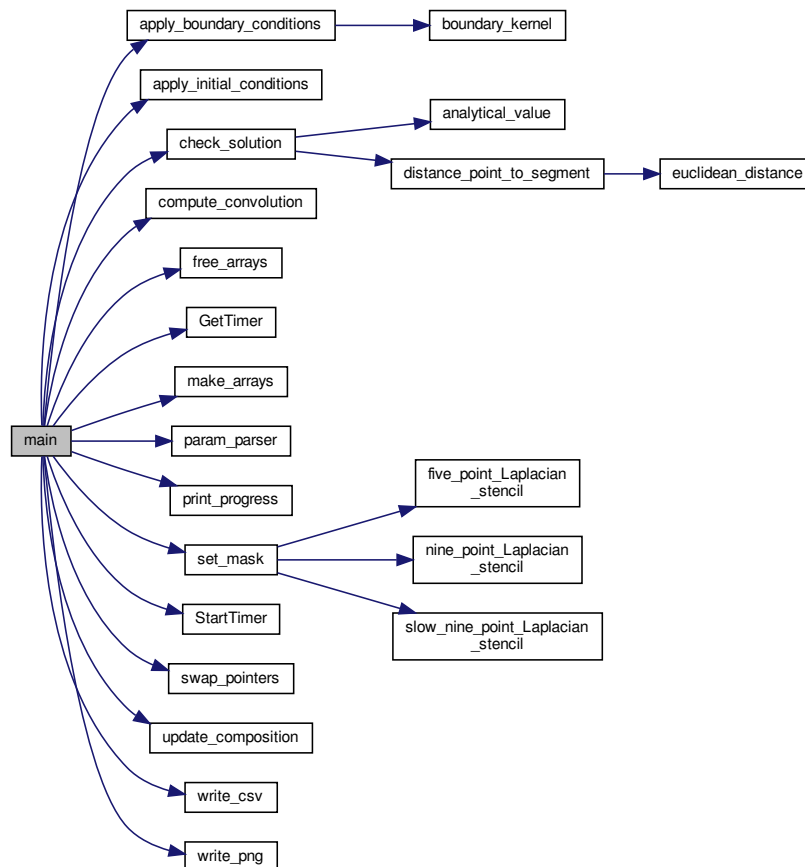 apply_boundary_conditions
boundary_kernel
apply_initial_conditions
analytical_value
check_solution
distance_point_to_segment
euclidean_distance
compute_convolution
free_arrays
GetTimer
make_arrays
main
param_parser
print_progress
five_point_Laplacian
_stencil
set_mask
nine_point_Laplacian
_stencil
StartTimer
slow_nine_point_Laplacian
_stencil
swap_pointers
update_composition
write_csv
write_png